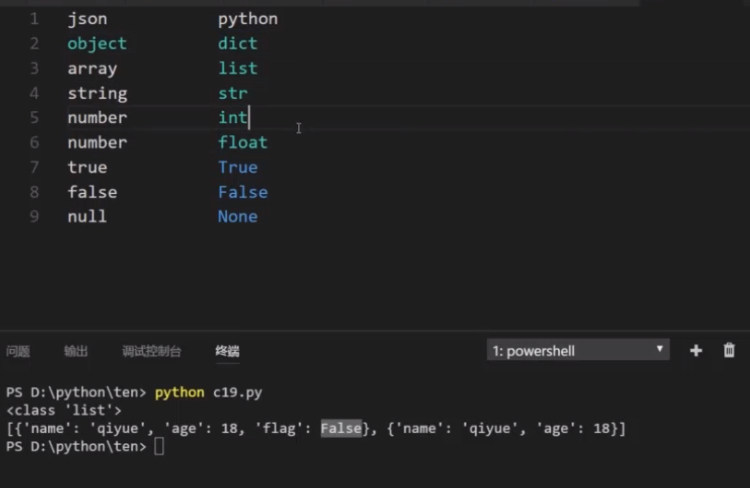 1 json python
2 object dict
3 array list
4 string str
5 number int
6 number float
7 true True
8 false False
9 null None
问题 输出 调试控制台 终端 1: powershell
PS D:\python\ten> python c19.py
<class 'list'>
[{'name': 'qiyue', 'age': 18, 'flag': False}, {'name': 'qiyue', 'age': 18}]
PS D:\python\ten>